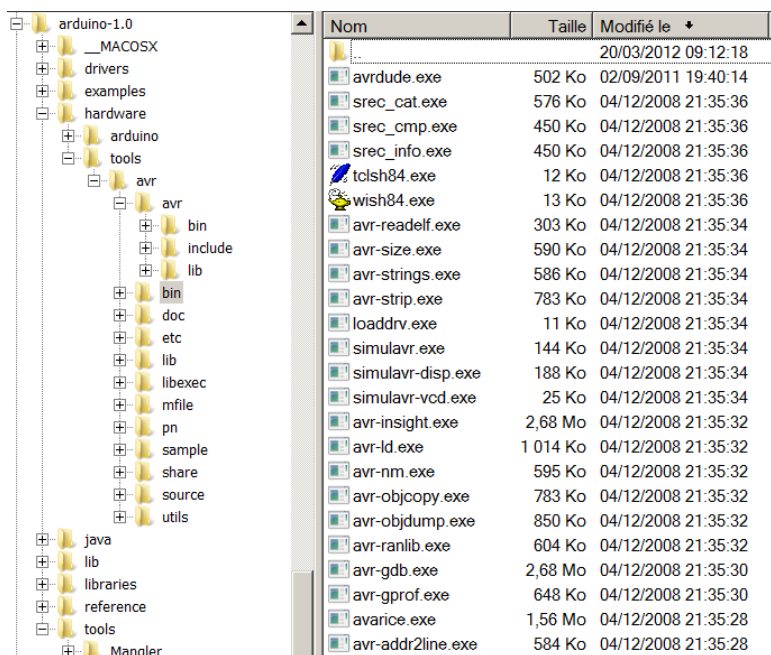 arduino-1.0
__MACOSX
drivers
examples
hardware
arduino
tools
avr
avr
bin
include
lib
bin
doc
etc
lib
libexec
mfile
pn
sample
share
source
utils
java
lib
libraries
reference
tools
Mangler
Nom Taille Modifié le
.. 20/03/2012 09:12:18
avrdude.exe 502 Ko 02/09/2011 19:40:14
srec_cat.exe 576 Ko 04/12/2008 21:35:36
srec_cmp.exe 450 Ko 04/12/2008 21:35:36
srec_info.exe 450 Ko 04/12/2008 21:35:36
tclsh84.exe 12 Ko 04/12/2008 21:35:36
wish84.exe 13 Ko 04/12/2008 21:35:36
avr-readelf.exe 303 Ko 04/12/2008 21:35:34
avr-size.exe 590 Ko 04/12/2008 21:35:34
avr-strings.exe 586 Ko 04/12/2008 21:35:34
avr-strip.exe 783 Ko 04/12/2008 21:35:34
loaddrv.exe 11 Ko 04/12/2008 21:35:34
simulavr.exe 144 Ko 04/12/2008 21:35:34
simulavr-disp.exe 188 Ko 04/12/2008 21:35:34
simulavr-vcd.exe 25 Ko 04/12/2008 21:35:34
avr-insight.exe 2,68 Mo 04/12/2008 21:35:32
avr-ld.exe 1 014 Ko 04/12/2008 21:35:32
avr-nm.exe 595 Ko 04/12/2008 21:35:32
avr-objcopy.exe 783 Ko 04/12/2008 21:35:32
avr-objdump.exe 850 Ko 04/12/2008 21:35:32
avr-ranlib.exe 604 Ko 04/12/2008 21:35:32
avr-gdb.exe 2,68 Mo 04/12/2008 21:35:30
avr-gprof.exe 648 Ko 04/12/2008 21:35:30
avarice.exe 1,56 Mo 04/12/2008 21:35:28
avr-addr2line.exe 584 Ko 04/12/2008 21:35:28